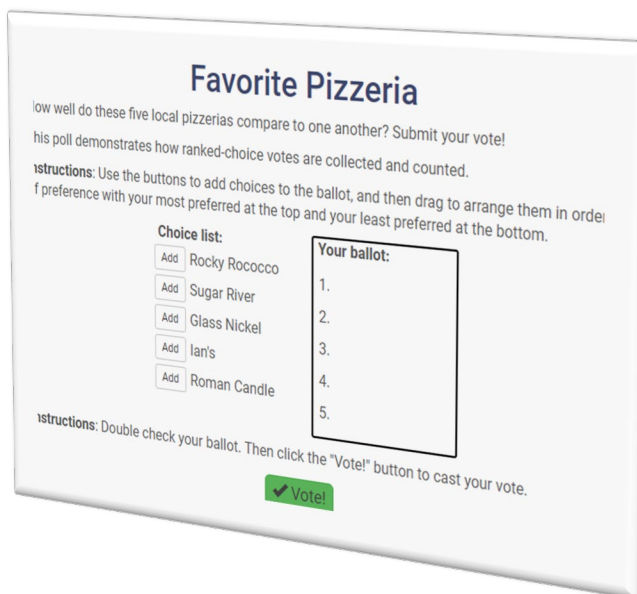 Favorite Pizzeria
low well do these five local pizzerias compare to one another? Submit your vote!
his poll demonstrates how ranked-choice votes are collected and counted.
nstructions: Use the buttons to add choices to the ballot, and then drag to arrange them in order
f preference with your most preferred at the top and your least preferred at the bottom.
Choice list:
Add Rocky Rococco
Add Sugar River
Add Glass Nickel
Add Ian's
Add Roman Candle
Your ballot:
1.
2.
3.
4.
5.
nstructions: Double check your ballot. Then click the "Vote!" button to cast your vote.
✔ Vote!